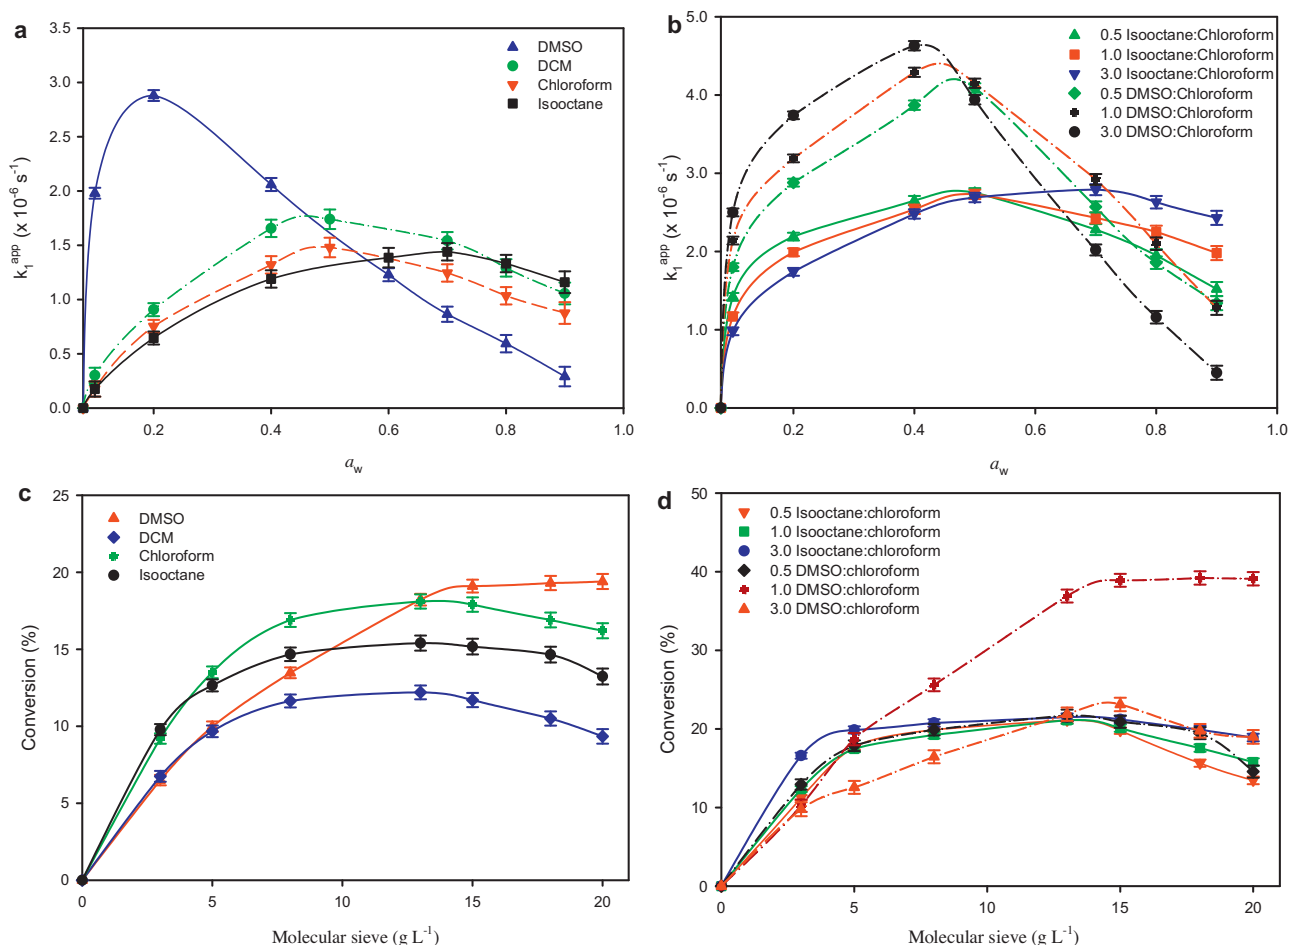 a
3.5
3.0
2.5
2.0
1.5
1.0
0.5
0.0
k₁ᵃᵖᵖ (x 10⁻⁶ s⁻¹)
DMSO
DCM
Chloroform
Isooctane
0.2
0.4
0.6
0.8
1.0
a_w
b
5.0
4.0
3.0
2.0
1.0
0.0
k₁ᵃᵖᵖ (x 10⁻⁶ s⁻¹)
0.5 Isooctane:Chloroform
1.0 Isooctane:Chloroform
3.0 Isooctane:Chloroform
0.5 DMSO:Chloroform
1.0 DMSO:Chloroform
3.0 DMSO:Chloroform
0.2
0.4
0.6
0.8
1.0
a_w
c
25
20
15
10
5
0
Conversion (%)
DMSO
DCM
Chloroform
Isooctane
0
5
10
15
20
Molecular sieve (g L⁻¹)
d
50
40
30
20
10
0
Conversion (%)
0.5 Isooctane:chloroform
1.0 Isooctane:chloroform
3.0 Isooctane:chloroform
0.5 DMSO:chloroform
1.0 DMSO:chloroform
3.0 DMSO:chloroform
0
5
10
15
20
Molecular sieve (g L⁻¹)